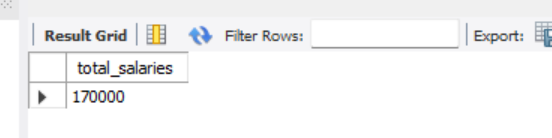 Result Grid Filter Rows: Export:
total_salaries
170000